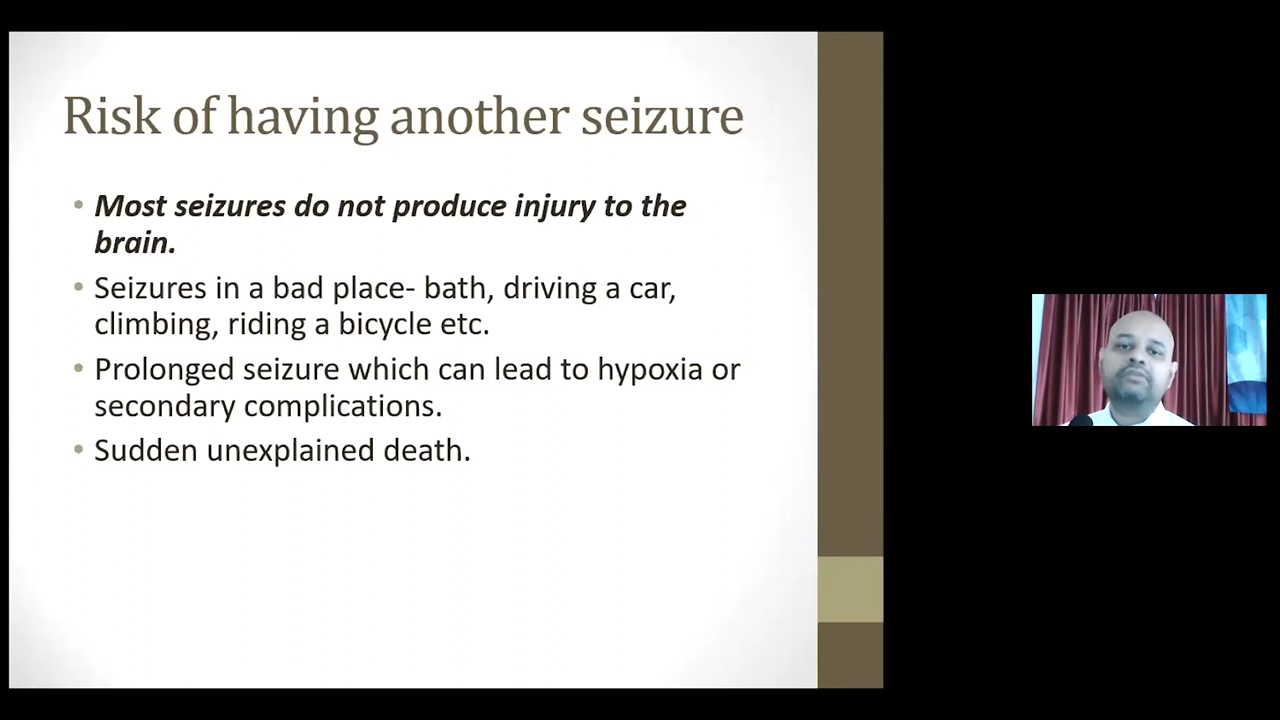 Risk of having another seizure
• Most seizures do not produce injury to the
brain.
• Seizures in a bad place- bath, driving a car,
climbing, riding a bicycle etc.
• Prolonged seizure which can lead to hypoxia or
secondary complications.
• Sudden unexplained death.